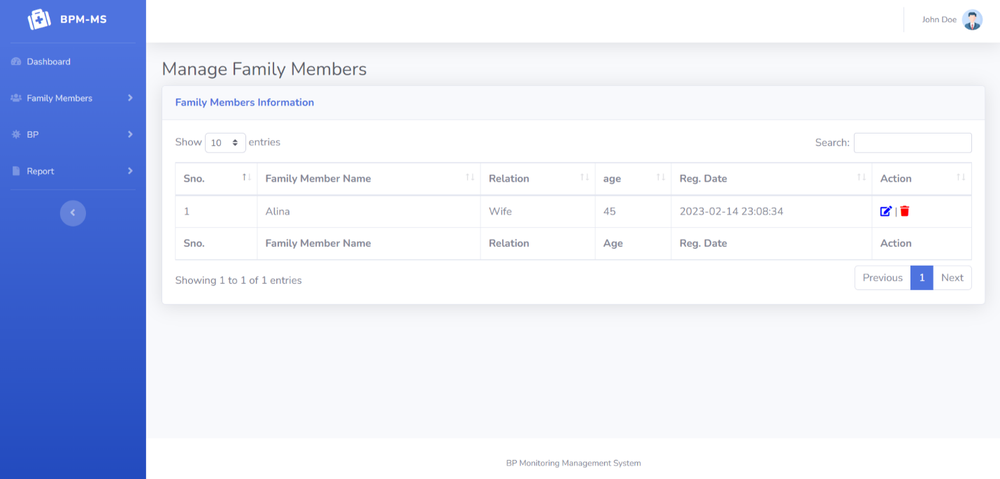 BPM-MS
John Doe
Dashboard
Family Members
BP
Report
Manage Family Members
Family Members Information
Show 10 entries
Search:
Sno. Family Member Name Relation age Reg. Date Action
1 Alina Wife 45 2023-02-14 23:08:34 |
Sno. Family Member Name Relation Age Reg. Date Action
Showing 1 to 1 of 1 entries
Previous 1 Next
BP Monitoring Management System